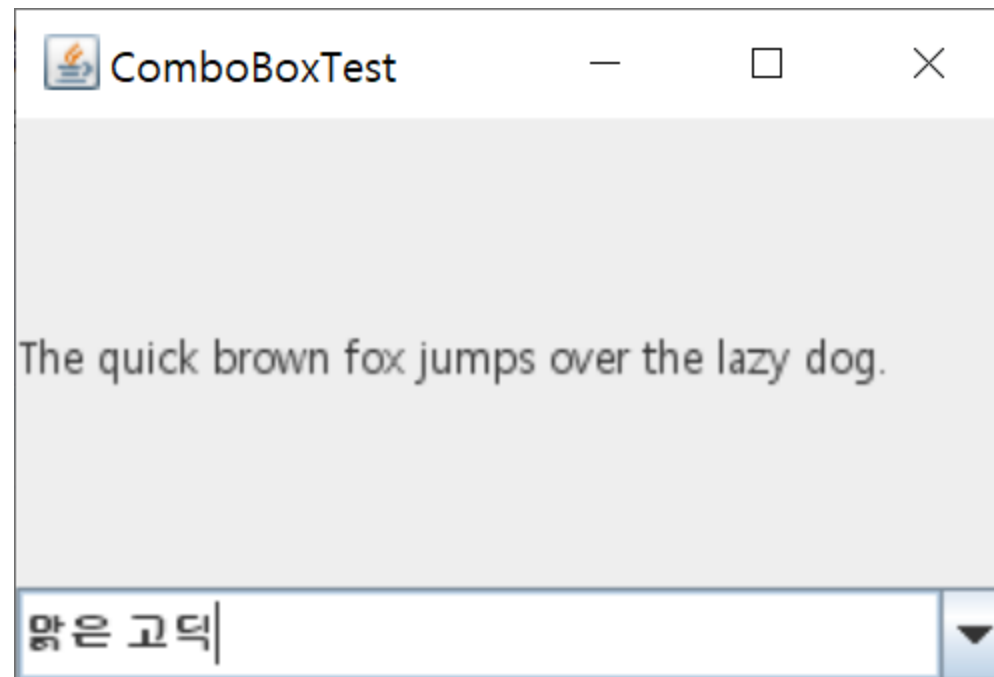 ComboBoxTest
The quick brown fox jumps over the lazy dog.
맑은 고딕